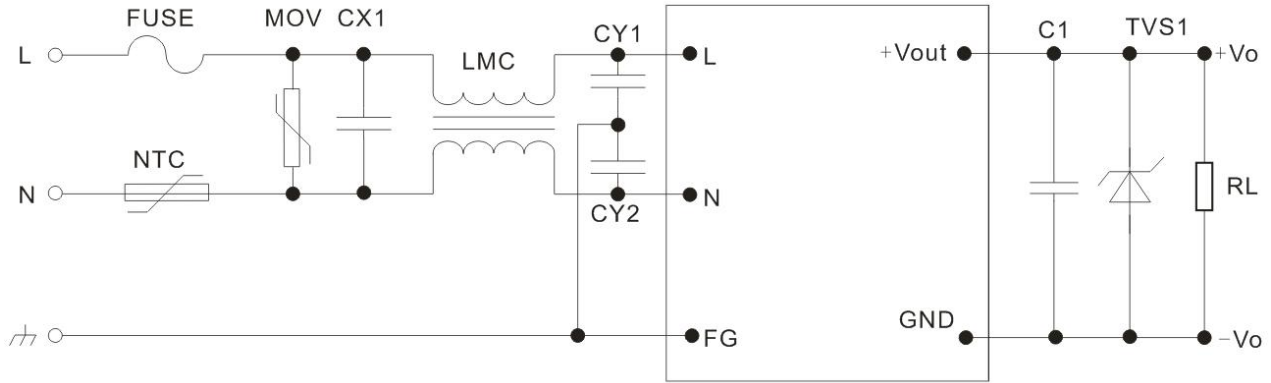 FUSE MOV CX1
L
LMC
CY1
L
+Vout
C1
TVS1
+Vo
NTC
N
CY2
N
RL
FG
GND
−Vo